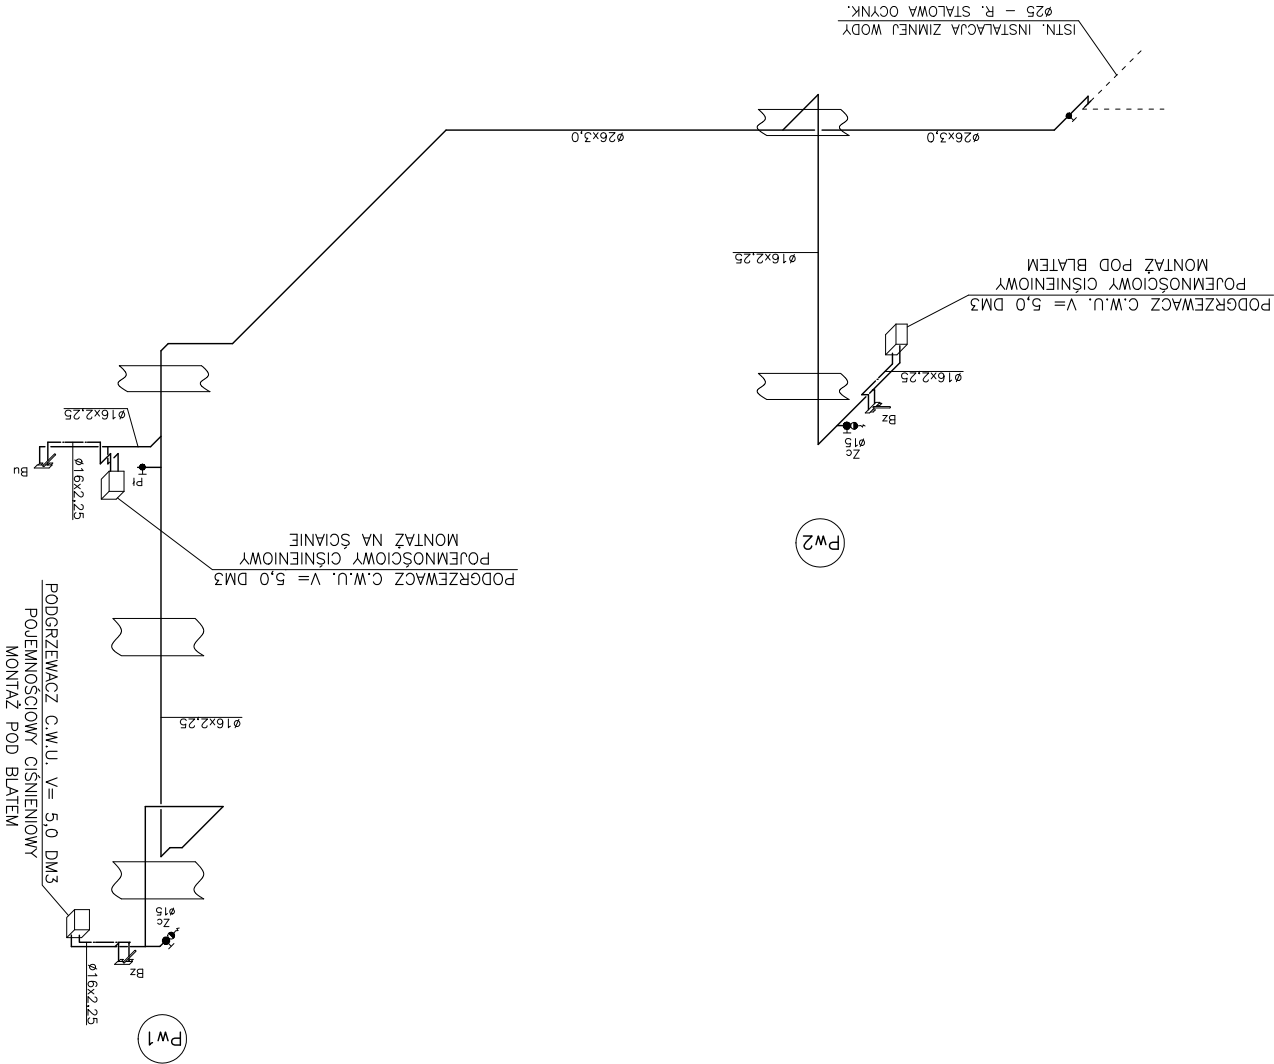 ISTN. INSTALACJA ZIMNEJ WODY
ø25 – R. STALOWA OCYNK.
ø26x3,0
ø26x3,0
ø16x2.25
PODGRZEWACZ C.W.U. V= 5,0 DM3
POJEMNOŚCIOWY CIŚNIENIOWY
MONTAŻ POD BLATEM
ø16x2.25
Bz
Zc
ø15
Pw2
ø16x2.25
Bu
ø16x2.25
Pł
PODGRZEWACZ C.W.U. V= 5,0 DM3
POJEMNOŚCIOWY CIŚNIENIOWY
MONTAŻ NA ŚCIANIE
PODGRZEWACZ C.W.U. V= 5,0 DM3
POJEMNOŚCIOWY CIŚNIENIOWY
MONTAŻ POD BLATEM
ø16x2.25
Zc
ø15
Bz
ø16x2.25
Pw1